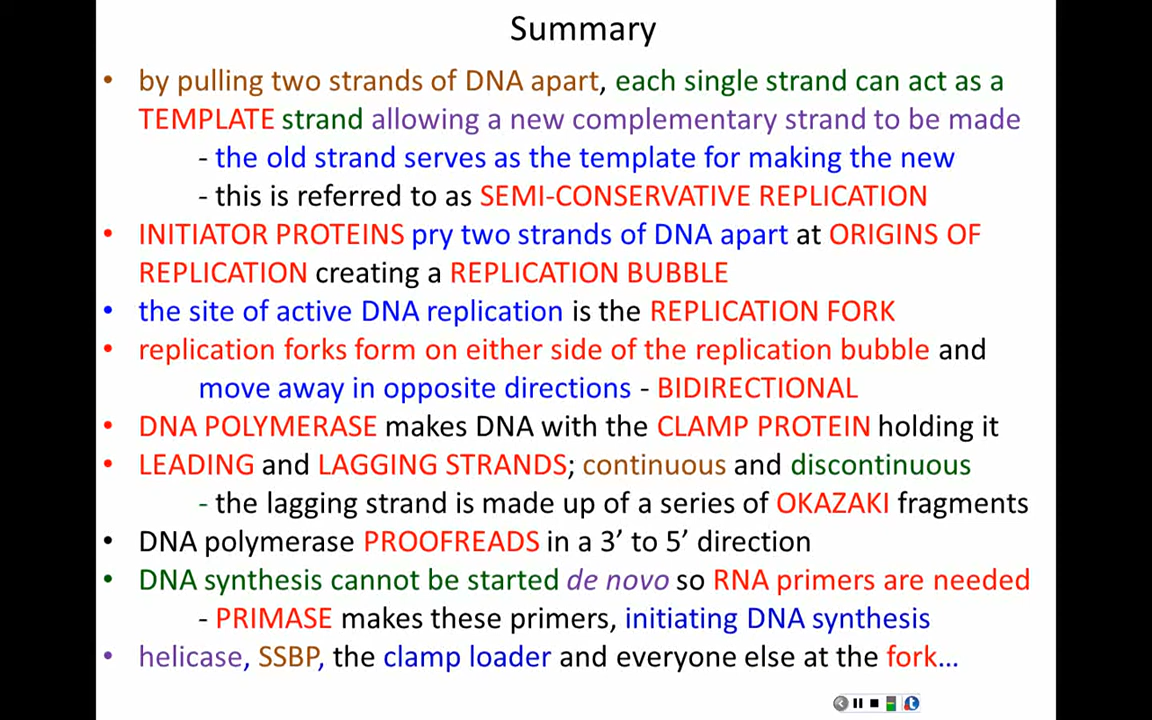 Summary
• by pulling two strands of DNA apart, each single strand can act as a
TEMPLATE strand allowing a new complementary strand to be made
- the old strand serves as the template for making the new
- this is referred to as SEMI-CONSERVATIVE REPLICATION
• INITIATOR PROTEINS pry two strands of DNA apart at ORIGINS OF
REPLICATION creating a REPLICATION BUBBLE
• the site of active DNA replication is the REPLICATION FORK
• replication forks form on either side of the replication bubble and
move away in opposite directions - BIDIRECTIONAL
• DNA POLYMERASE makes DNA with the CLAMP PROTEIN holding it
• LEADING and LAGGING STRANDS; continuous and discontinuous
- the lagging strand is made up of a series of OKAZAKI fragments
• DNA polymerase PROOFREADS in a 3’ to 5’ direction
• DNA synthesis cannot be started de novo so RNA primers are needed
- PRIMASE makes these primers, initiating DNA synthesis
• helicase, SSBP, the clamp loader and everyone else at the fork…